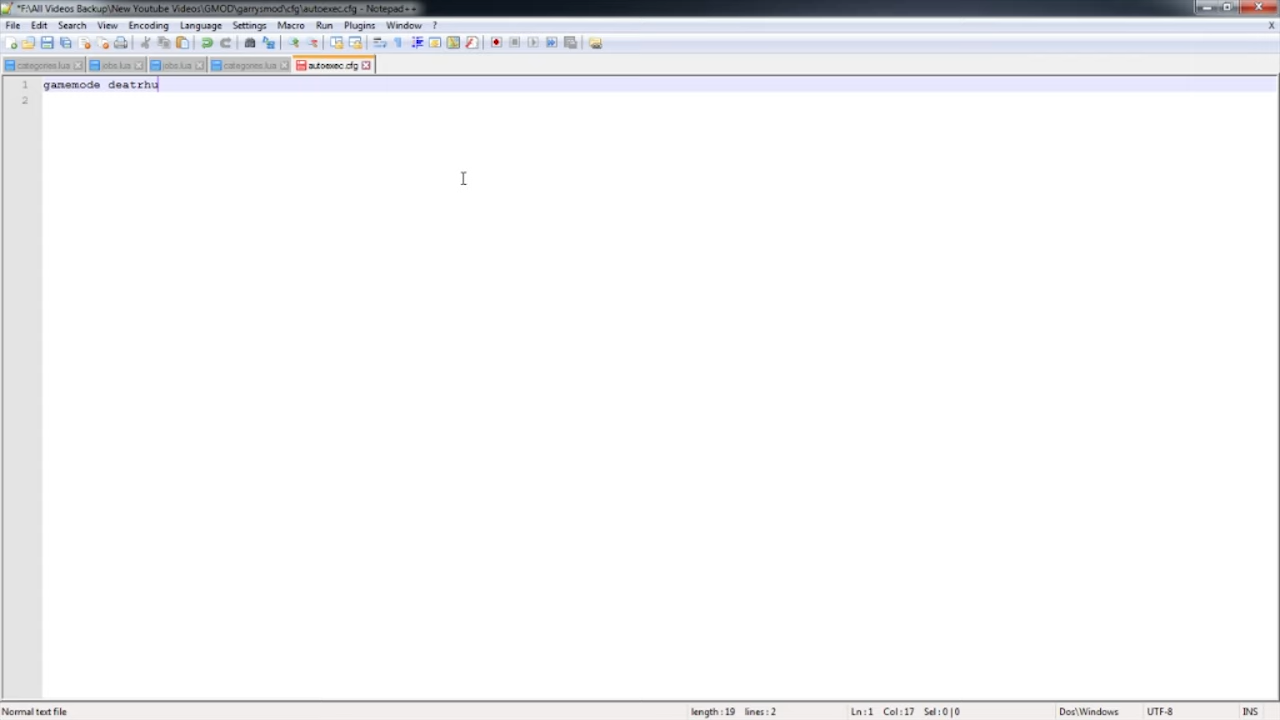 *F:\All Videos Backup\New Youtube Videos\GMOD\garrysmod\cfg\autoexec.cfg - Notepad++
File Edit Search View Encoding Language Settings Macro Run Plugins Window ? X
categories.lua jobs.lua jobs.lua categories.lua autoexec.cfg
1 gamemode deatrhu
2
Normal text file length : 19 lines : 2 Ln : 1 Col : 17 Sel : 0 | 0 Dos\Windows UTF-8 INS